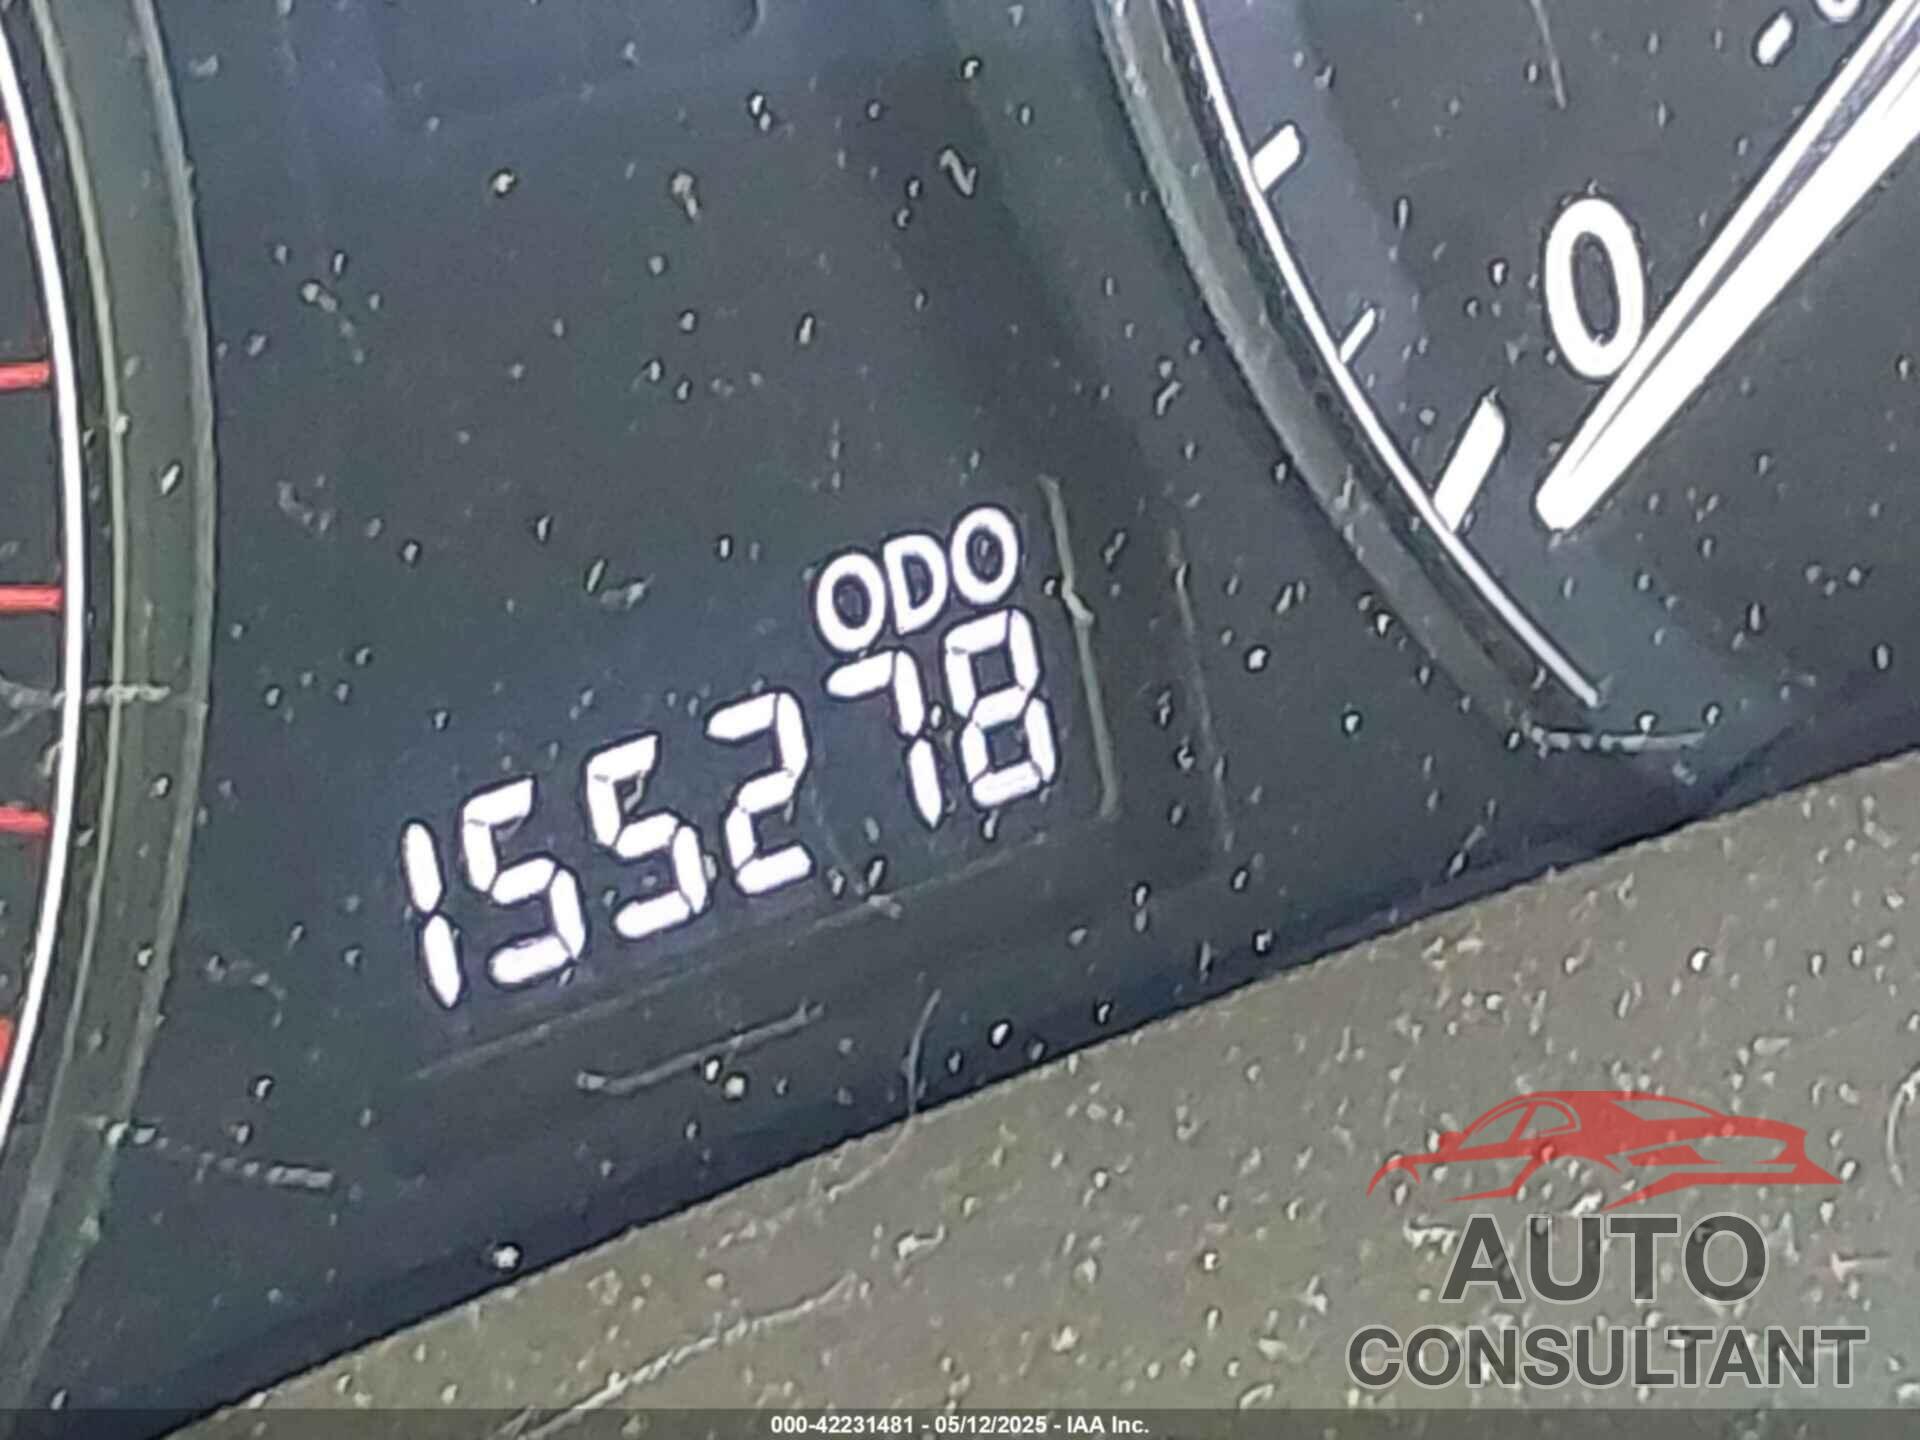 0
ODO
155278
AUTO
CONSULTANT
000-42231481 - 05/12/2025 - IAA Inc.